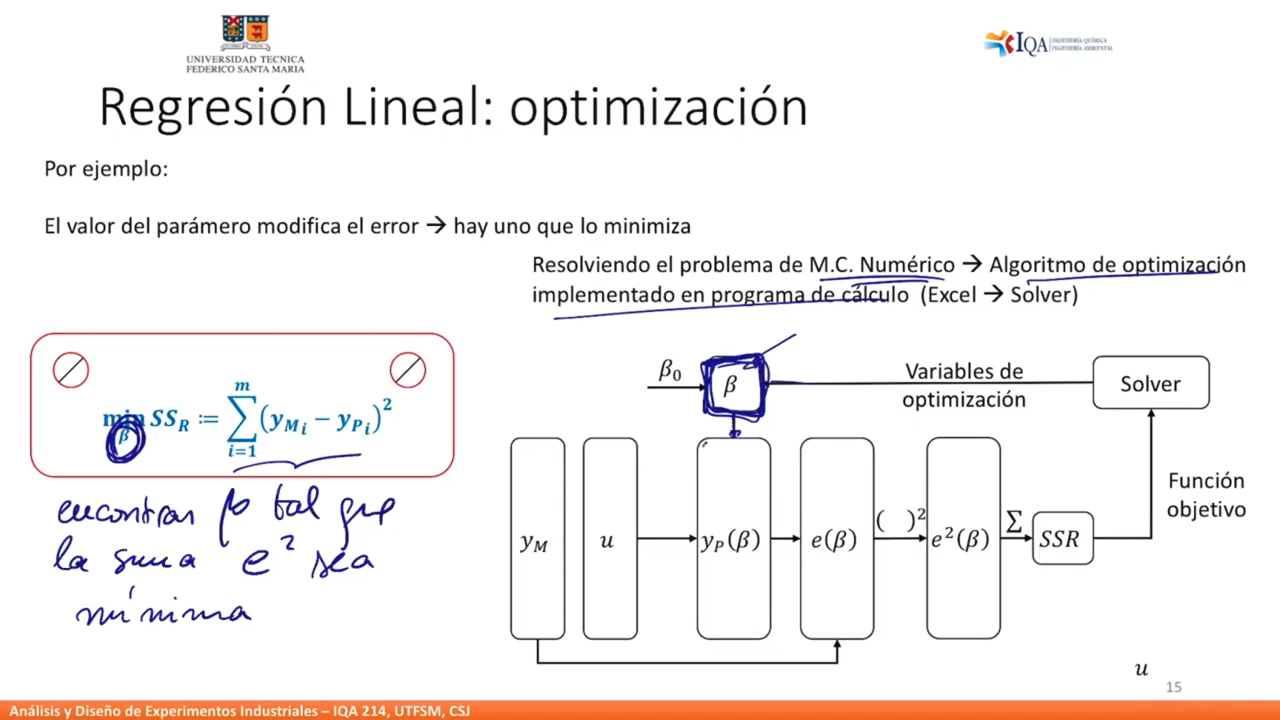 UNIVERSIDAD TECNICA
FEDERICO SANTA MARIA
IQA INGENIERÍA QUÍMICA
INGENIERÍA AMBIENTAL
Regresión Lineal: optimización
Por ejemplo:
El valor del parámero modifica el error → hay uno que lo minimiza
Resolviendo el problema de M.C. Numérico → Algoritmo de optimización
implementado en programa de cálculo (Excel → Solver)
min_β SS_R := ∑_{i=1}^{m} (y_{M_i} − y_{P_i})²
encontrar β tal que
la suma e² sea
mínima
β₀
β
Variables de
optimización
Solver
Función
objetivo
y_M
u
y_P(β)
e(β)
( )²
e²(β)
Σ
SSR
u
15
Análisis y Diseño de Experimentos Industriales – IQA 214, UTFSM, CSJ